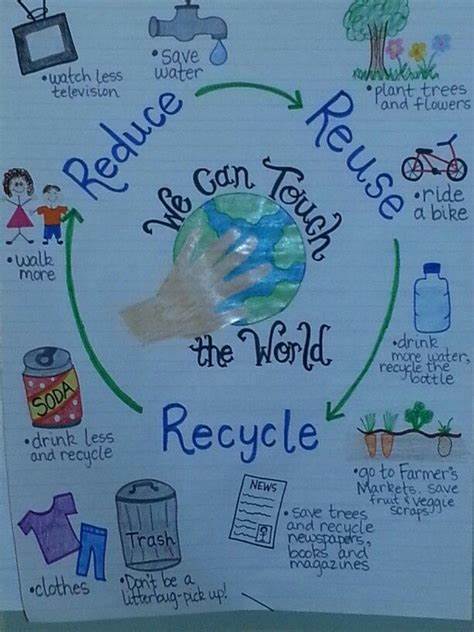 • watch less
television
• save
water
• plant trees
and flowers
Reduce
Reuse
We Can Touch
the World
• ride
a bike
• walk
more
• drink
more water,
recycle the
bottle
SODA
• drink less
and recycle
Recycle
• go to Farmer's
Markets, save
fruit & veggie
scraps
NEWS
• save trees
and recycle
newspapers,
books and
magazines
• clothes
Trash
• Don't be a
litterbug-pick up!